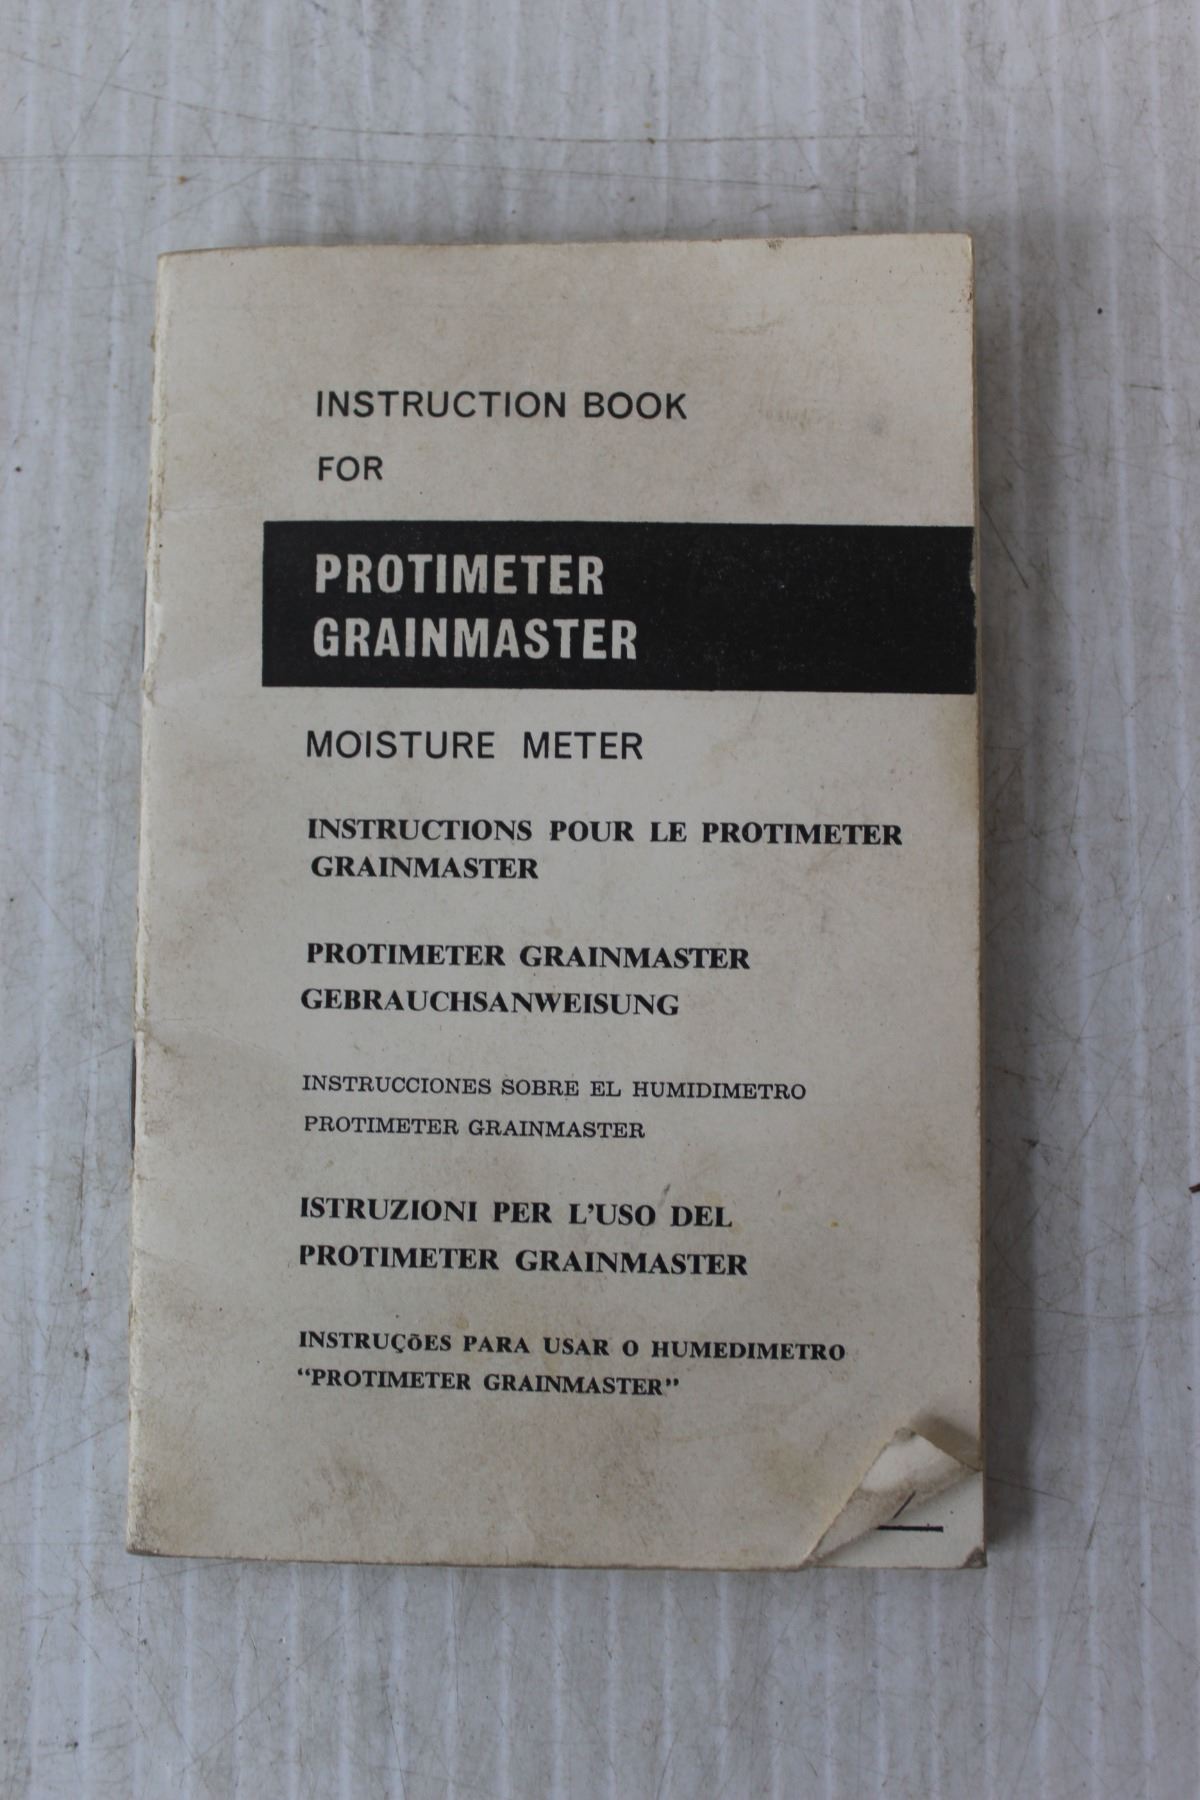 INSTRUCTION BOOK
FOR
PROTIMETER
GRAINMASTER
MOISTURE METER
INSTRUCTIONS POUR LE PROTIMETER
GRAINMASTER
PROTIMETER GRAINMASTER
GEBRAUCHSANWEISUNG
INSTRUCCIONES SOBRE EL HUMIDIMETRO
PROTIMETER GRAINMASTER
ISTRUZIONI PER L'USO DEL
PROTIMETER GRAINMASTER
INSTRUÇõES PARA USAR O HUMEDIMETRO
“PROTIMETER GRAINMASTER”